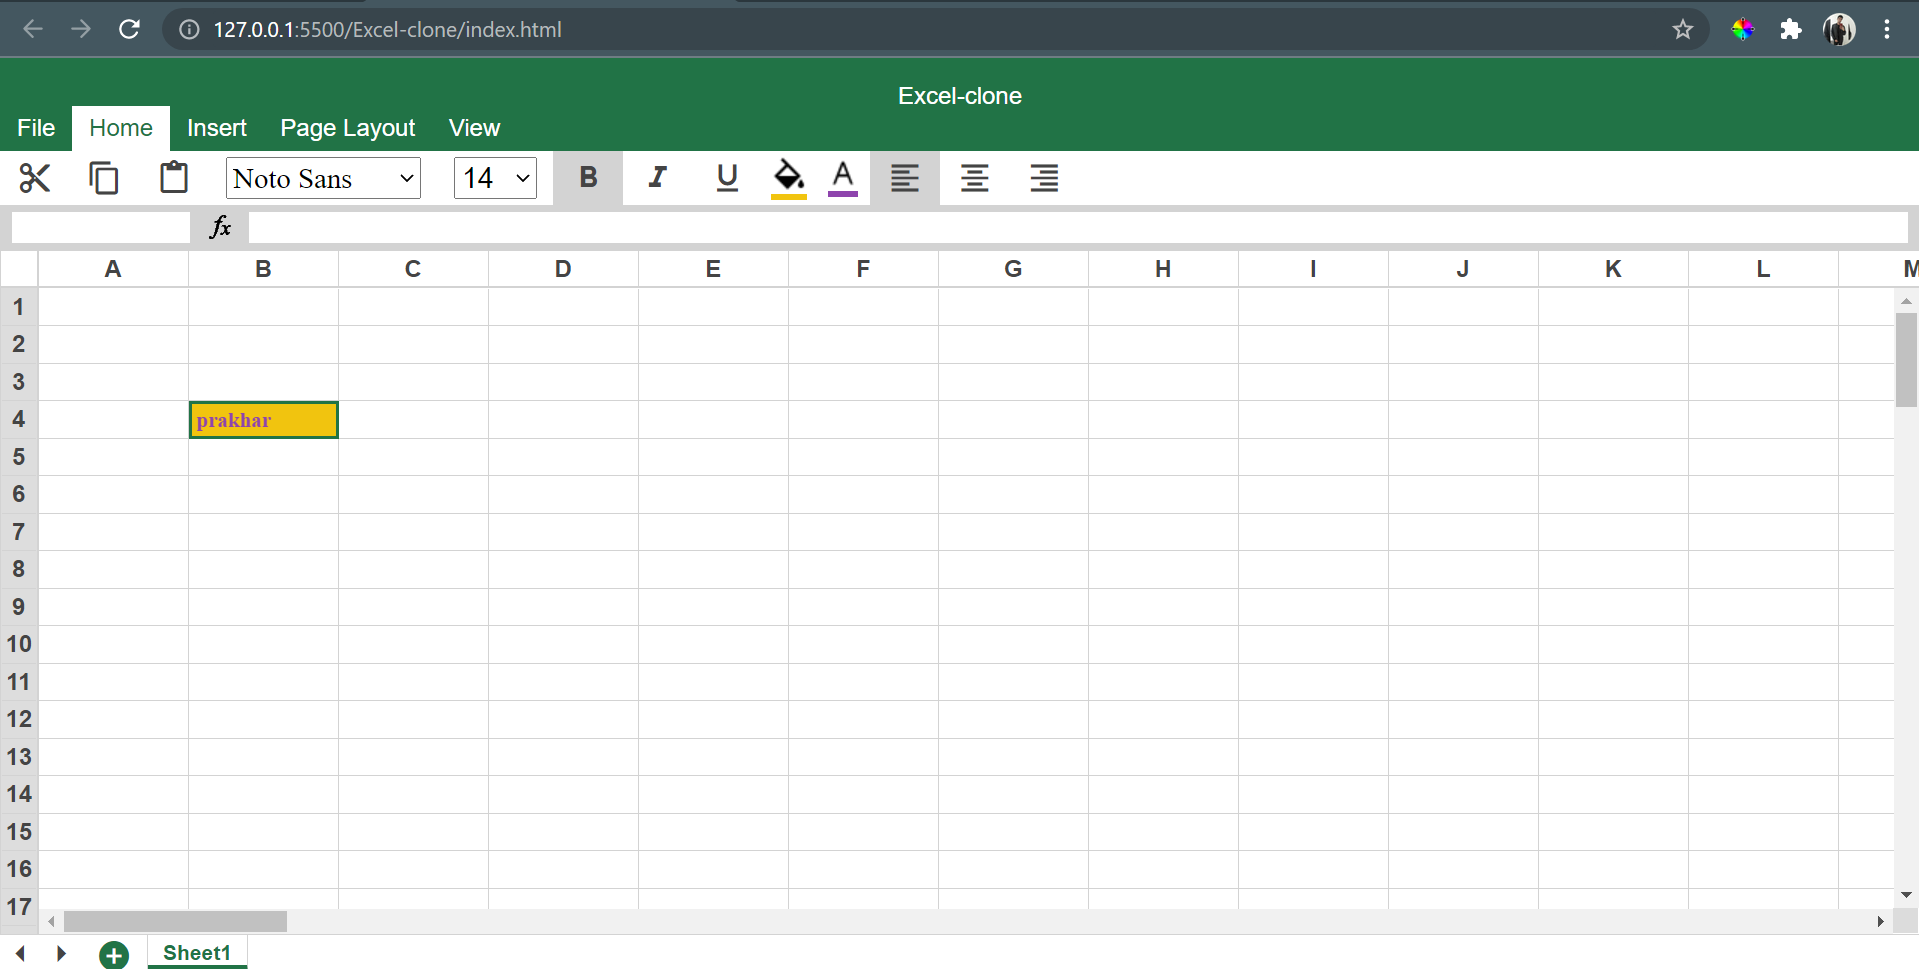 127.0.0.1:5500/Excel-clone/index.html
Excel-clone
File Home Insert Page Layout View
Noto Sans 14 B I U A
fx
A B C D E F G H I J K L M
1
2
3
4 prakhar
5
6
7
8
9
10
11
12
13
14
15
16
17
Sheet1